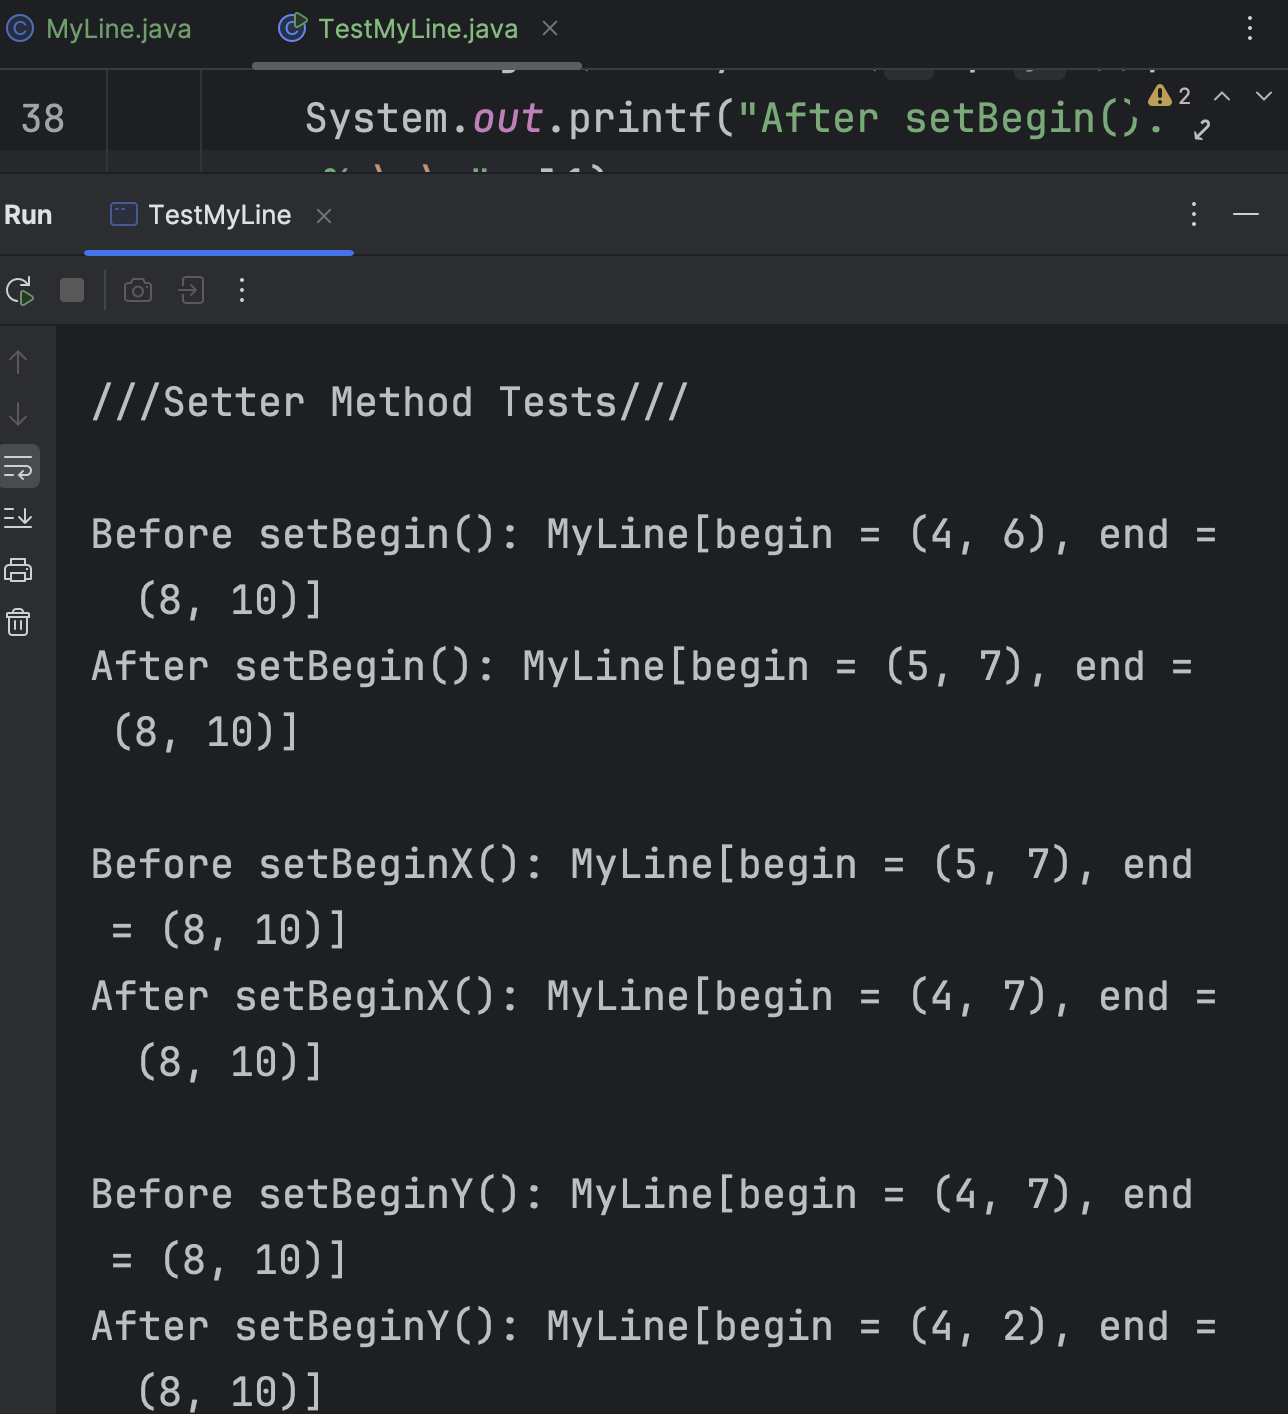 MyLine.java TestMyLine.java
38 System.out.printf("After setBegin(): 2
Run TestMyLine
///Setter Method Tests///
Before setBegin(): MyLine[begin = (4, 6), end =
(8, 10)]
After setBegin(): MyLine[begin = (5, 7), end =
(8, 10)]
Before setBeginX(): MyLine[begin = (5, 7), end
= (8, 10)]
After setBeginX(): MyLine[begin = (4, 7), end =
(8, 10)]
Before setBeginY(): MyLine[begin = (4, 7), end
= (8, 10)]
After setBeginY(): MyLine[begin = (4, 2), end =
(8, 10)]